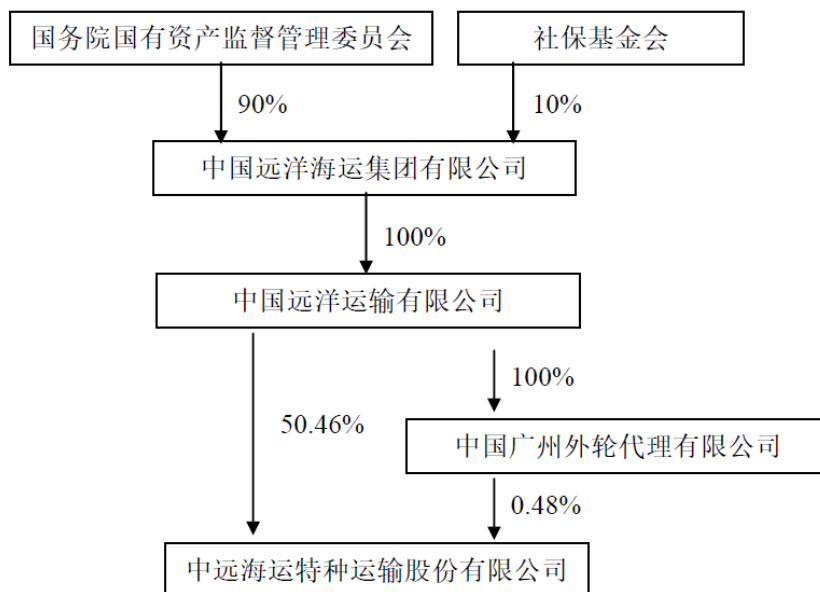 国务院国有资产监督管理委员会
社保基金会
90%
10%
中国远洋海运集团有限公司
100%
中国远洋运输有限公司
100%
50.46%
中国广州外轮代理有限公司
0.48%
中远海运特种运输股份有限公司